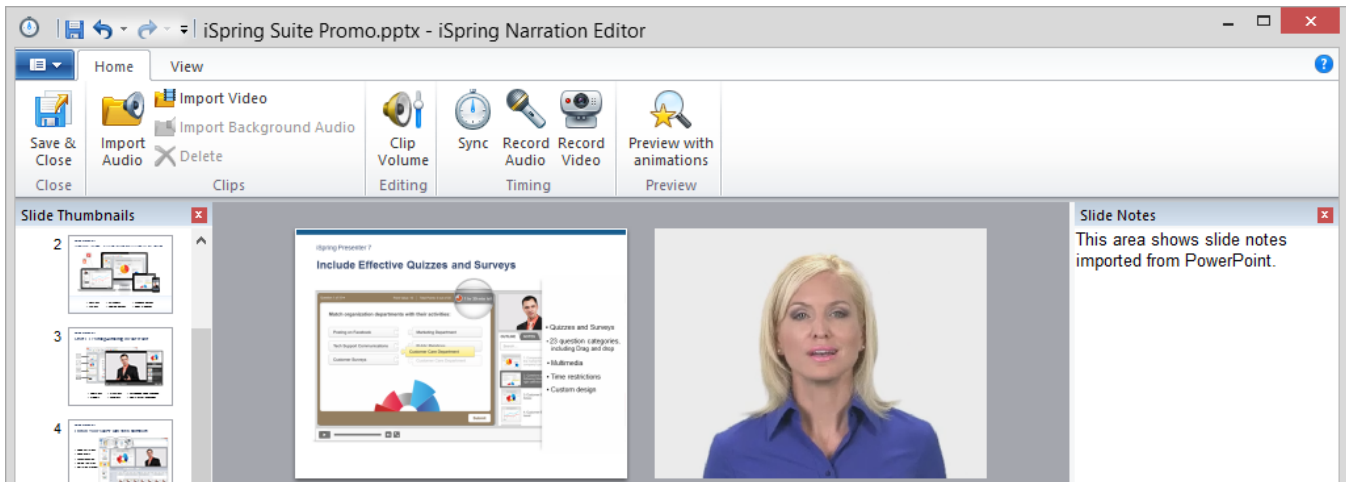 iSpring Suite Promo.pptx - iSpring Narration Editor
Home View
Save & Close
Import Audio
Import Video
Import Background Audio
Delete
Clip Volume
Sync
Record Audio
Record Video
Preview with animations
Close
Clips
Editing
Timing
Preview
Slide Thumbnails
2
3
4
iSpring Presenter 7
Include Effective Quizzes and Surveys
Match organization departments with their activities:
Posting on Facebook
Marketing Department
Tech Support Communications
Customer Care Department
Customer Surveys
Submit
OUTLINE
• Quizzes and Surveys
• 23 question categories,
including Drag and drop
• Multimedia
• Time restrictions
• Custom design
Slide Notes
This area shows slide notes
imported from PowerPoint.